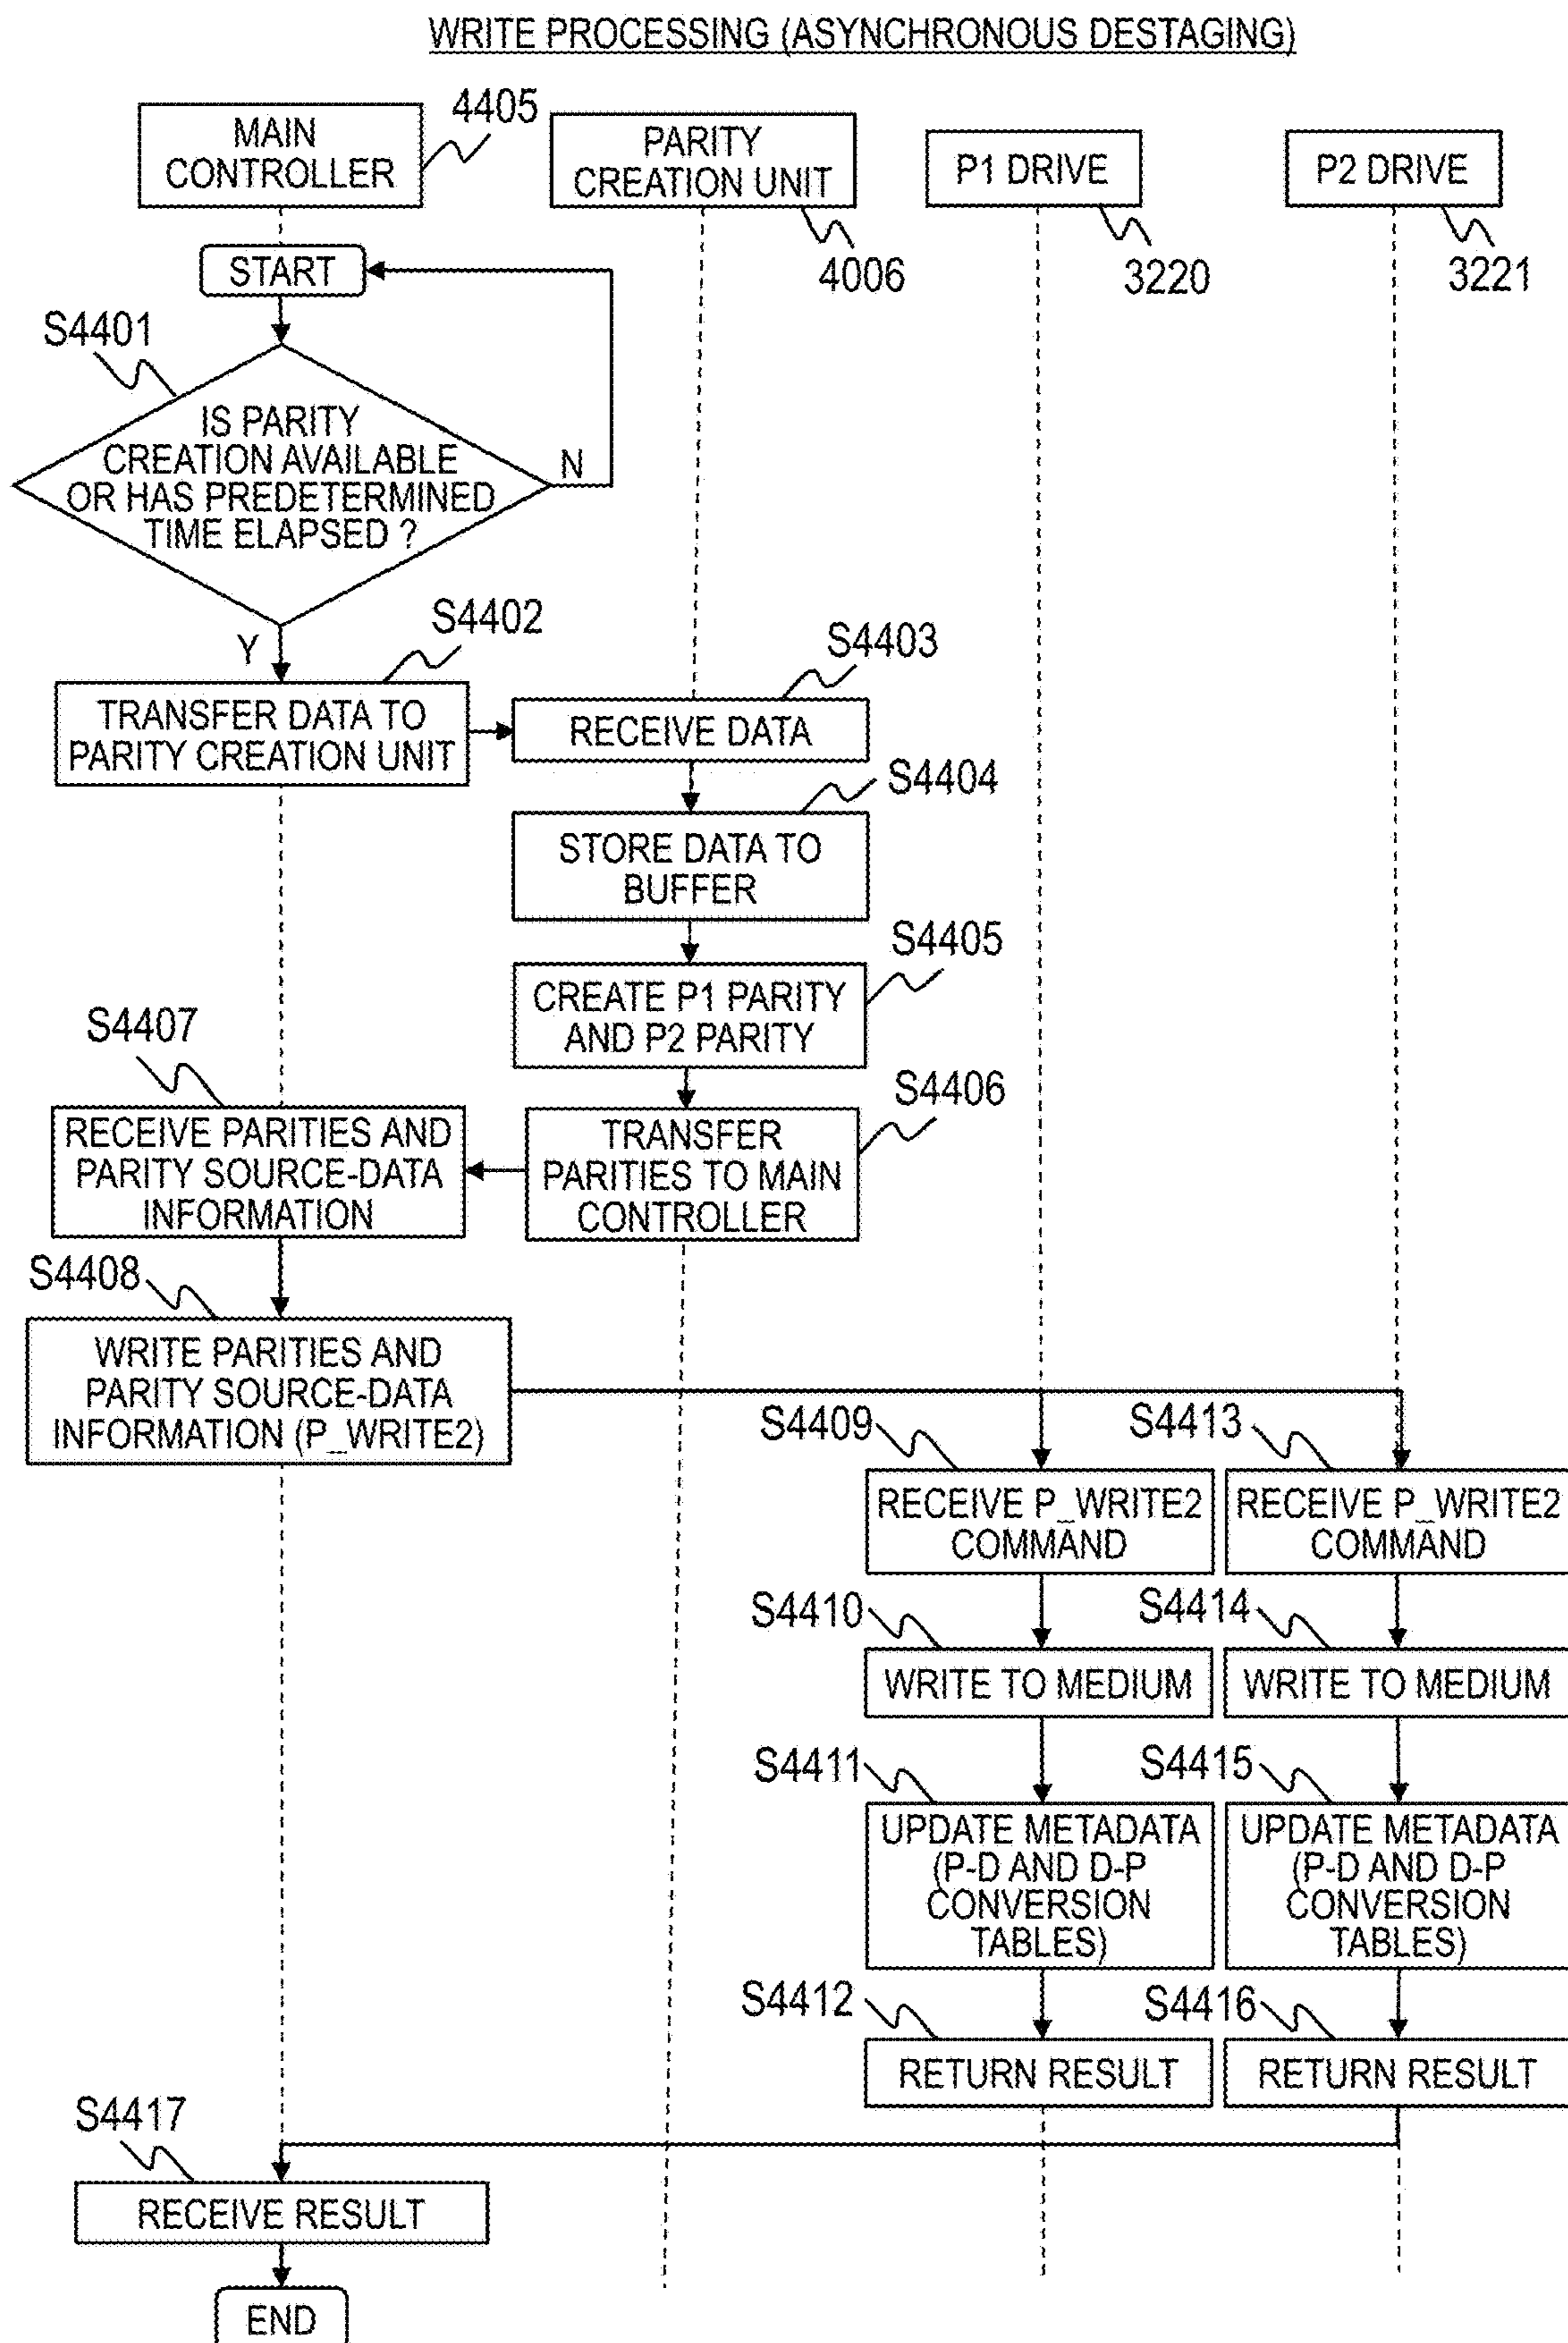 WRITE PROCESSING (ASYNCHRONOUS DESTAGING)
MAIN
CONTROLLER
4405
PARITY
CREATION UNIT
4006
P1 DRIVE
3220
P2 DRIVE
3221
START
S4401
IS PARITY
CREATION AVAILABLE
OR HAS PREDETERMINED
TIME ELAPSED ?
N
Y
S4402
TRANSFER DATA TO
PARITY CREATION UNIT
S4403
RECEIVE DATA
S4404
STORE DATA TO
BUFFER
S4405
CREATE P1 PARITY
AND P2 PARITY
S4406
TRANSFER
PARITIES TO MAIN
CONTROLLER
S4407
RECEIVE PARITIES AND
PARITY SOURCE-DATA
INFORMATION
S4408
WRITE PARITIES AND
PARITY SOURCE-DATA
INFORMATION (P_WRITE2)
S4409
RECEIVE P_WRITE2
COMMAND
S4413
RECEIVE P_WRITE2
COMMAND
S4410
WRITE TO MEDIUM
S4414
WRITE TO MEDIUM
S4411
UPDATE METADATA
(P-D AND D-P
CONVERSION
TABLES)
S4415
UPDATE METADATA
(P-D AND D-P
CONVERSION
TABLES)
S4412
RETURN RESULT
S4416
RETURN RESULT
S4417
RECEIVE RESULT
END